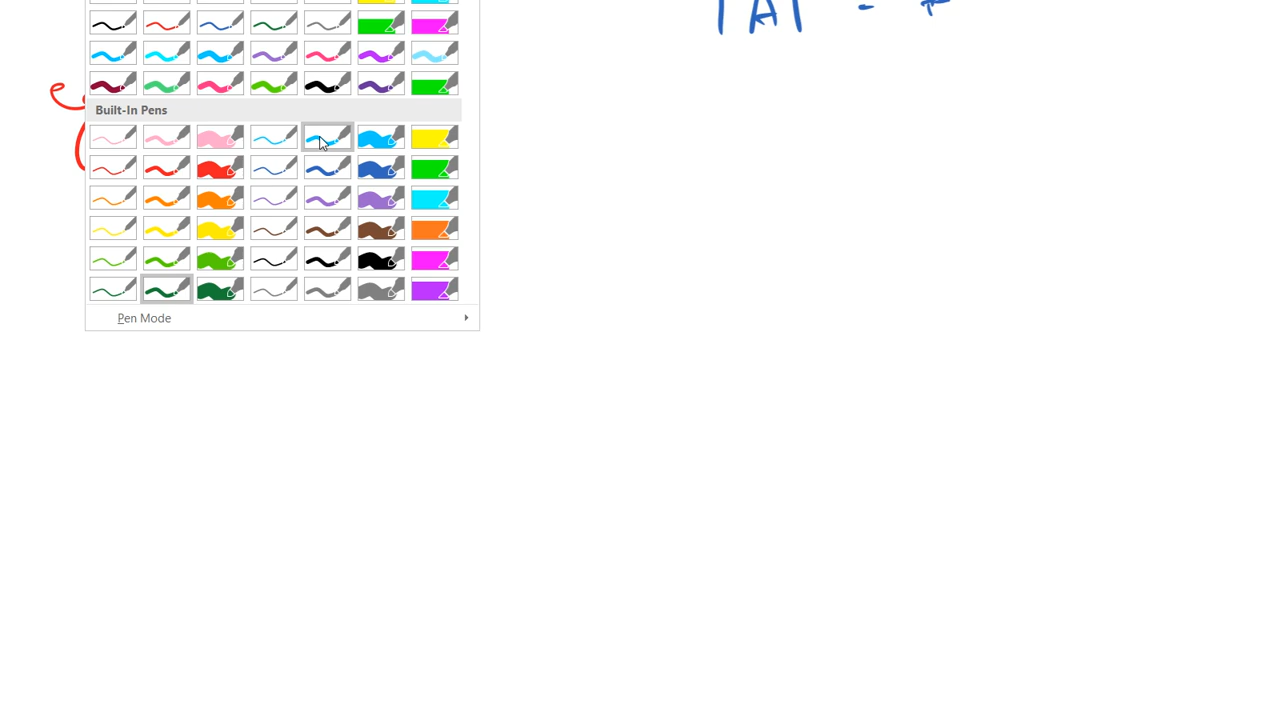 |A| =
Built-In Pens
Pen Mode